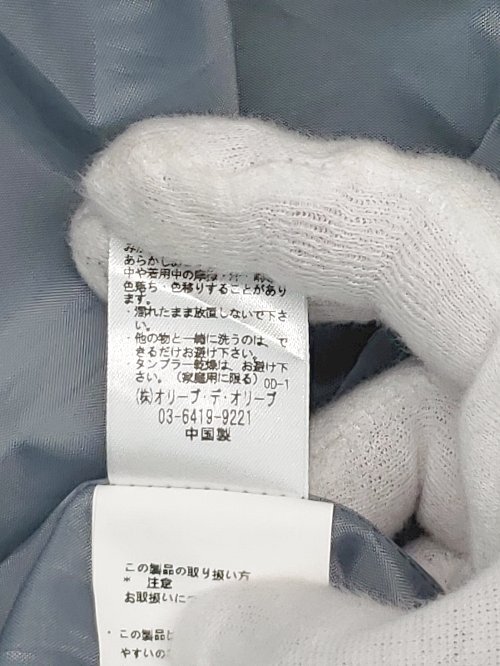 あらかじめ
中や着用中の摩擦・汗・
色落ち・色移りすることがあり
ます。
・濡れたまま放置しないで下さ
い。
・他の物と一緒に洗うのは、で
きるだけお避け下さい。
・タンブラー乾燥は、お避け下
さい。(家庭用に限る) OD-1
(株)オリーブ・デ・オリーブ
03-6419-9221
中国製
この製品の取り扱い方
* 注意
お取扱いに
・この製品は
やすいの